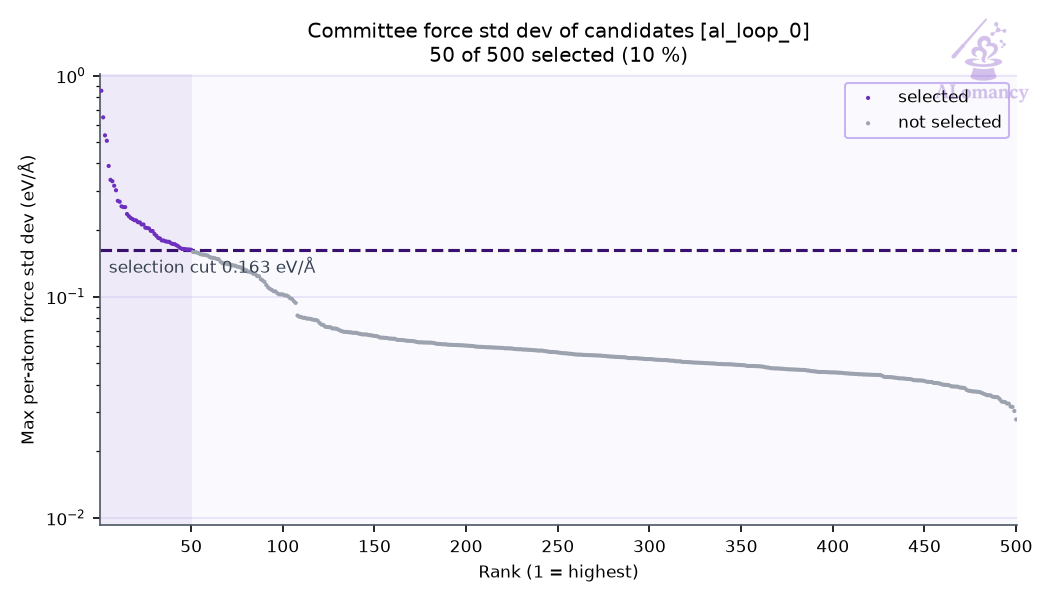 Committee force std dev of candidates [al_loop_0]
50 of 500 selected (10 %)
ALomancy
selected
not selected
Max per-atom force std dev (eV/Å)
10⁰
10⁻¹
10⁻²
selection cut 0.163 eV/Å
50 100 150 200 250 300 350 400 450 500
Rank (1 = highest)